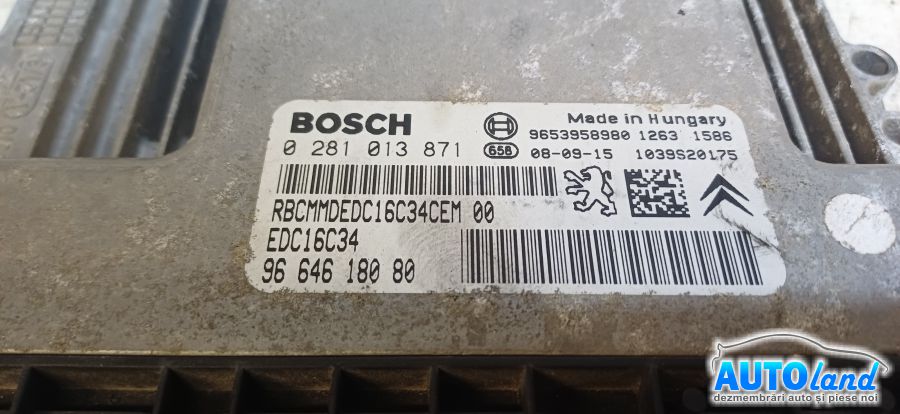 BOSCH
Made in Hungary
9653958980 1263 1586
0 281 013 871
658 08-09-15 1039S20175
RBCMMDEDC16C34CEM 00
EDC16C34
96 646 180 80
AUTOland
dezmembrări auto și piese noi